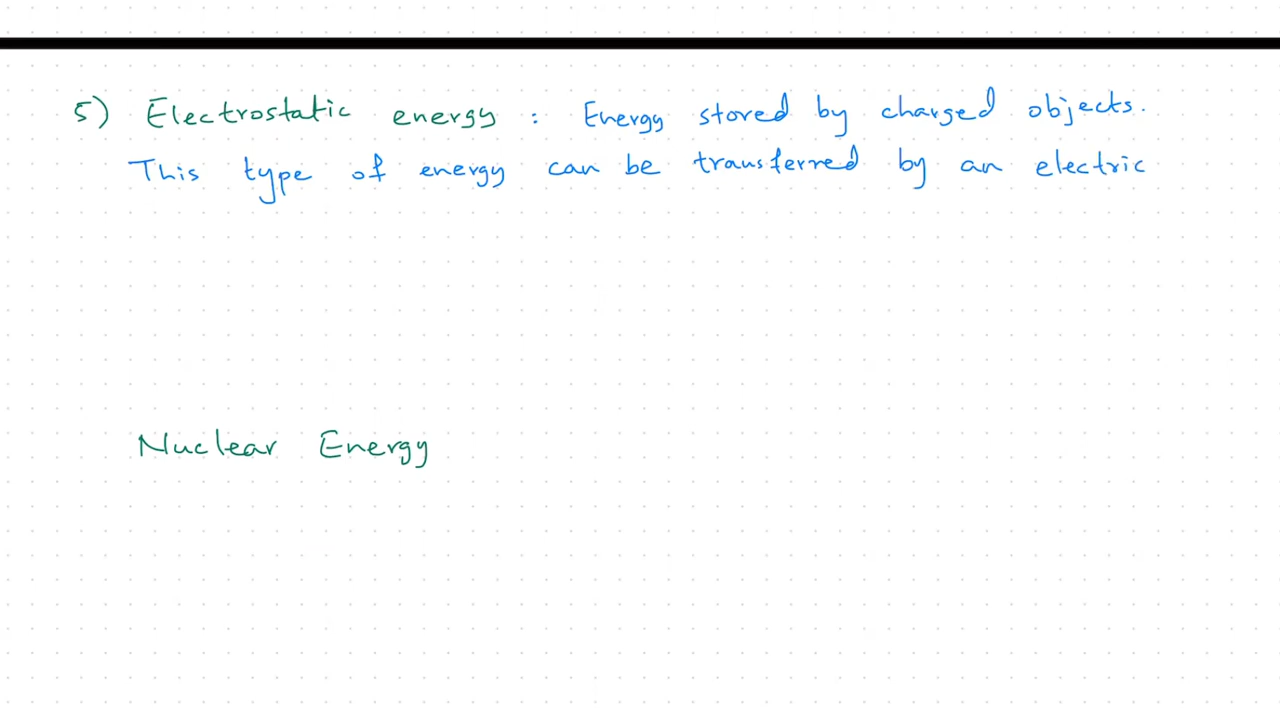 5) Electrostatic energy : Energy stored by charged objects.
This type of energy can be transferred by an electric
Nuclear Energy